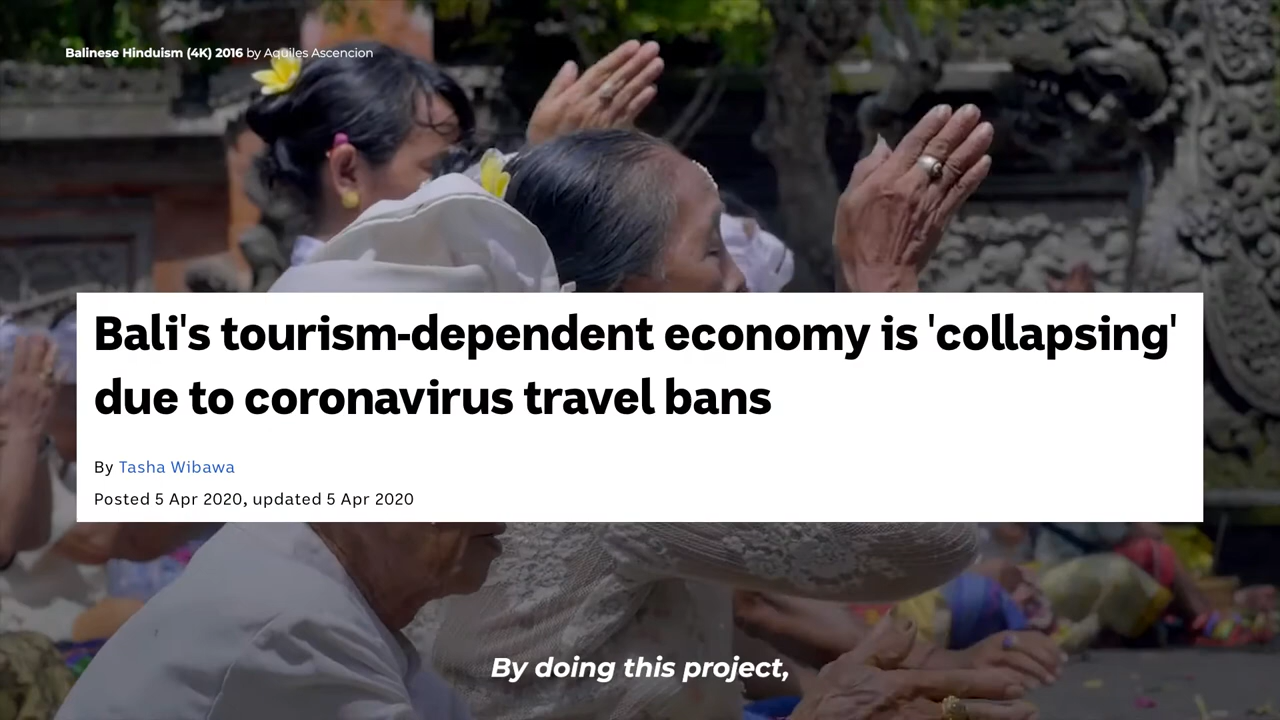 Balinese Hinduism (4K) 2016 by Aquiles Ascencion
Bali's tourism-dependent economy is 'collapsing'
due to coronavirus travel bans
By Tasha Wibawa
Posted 5 Apr 2020, updated 5 Apr 2020
By doing this project,